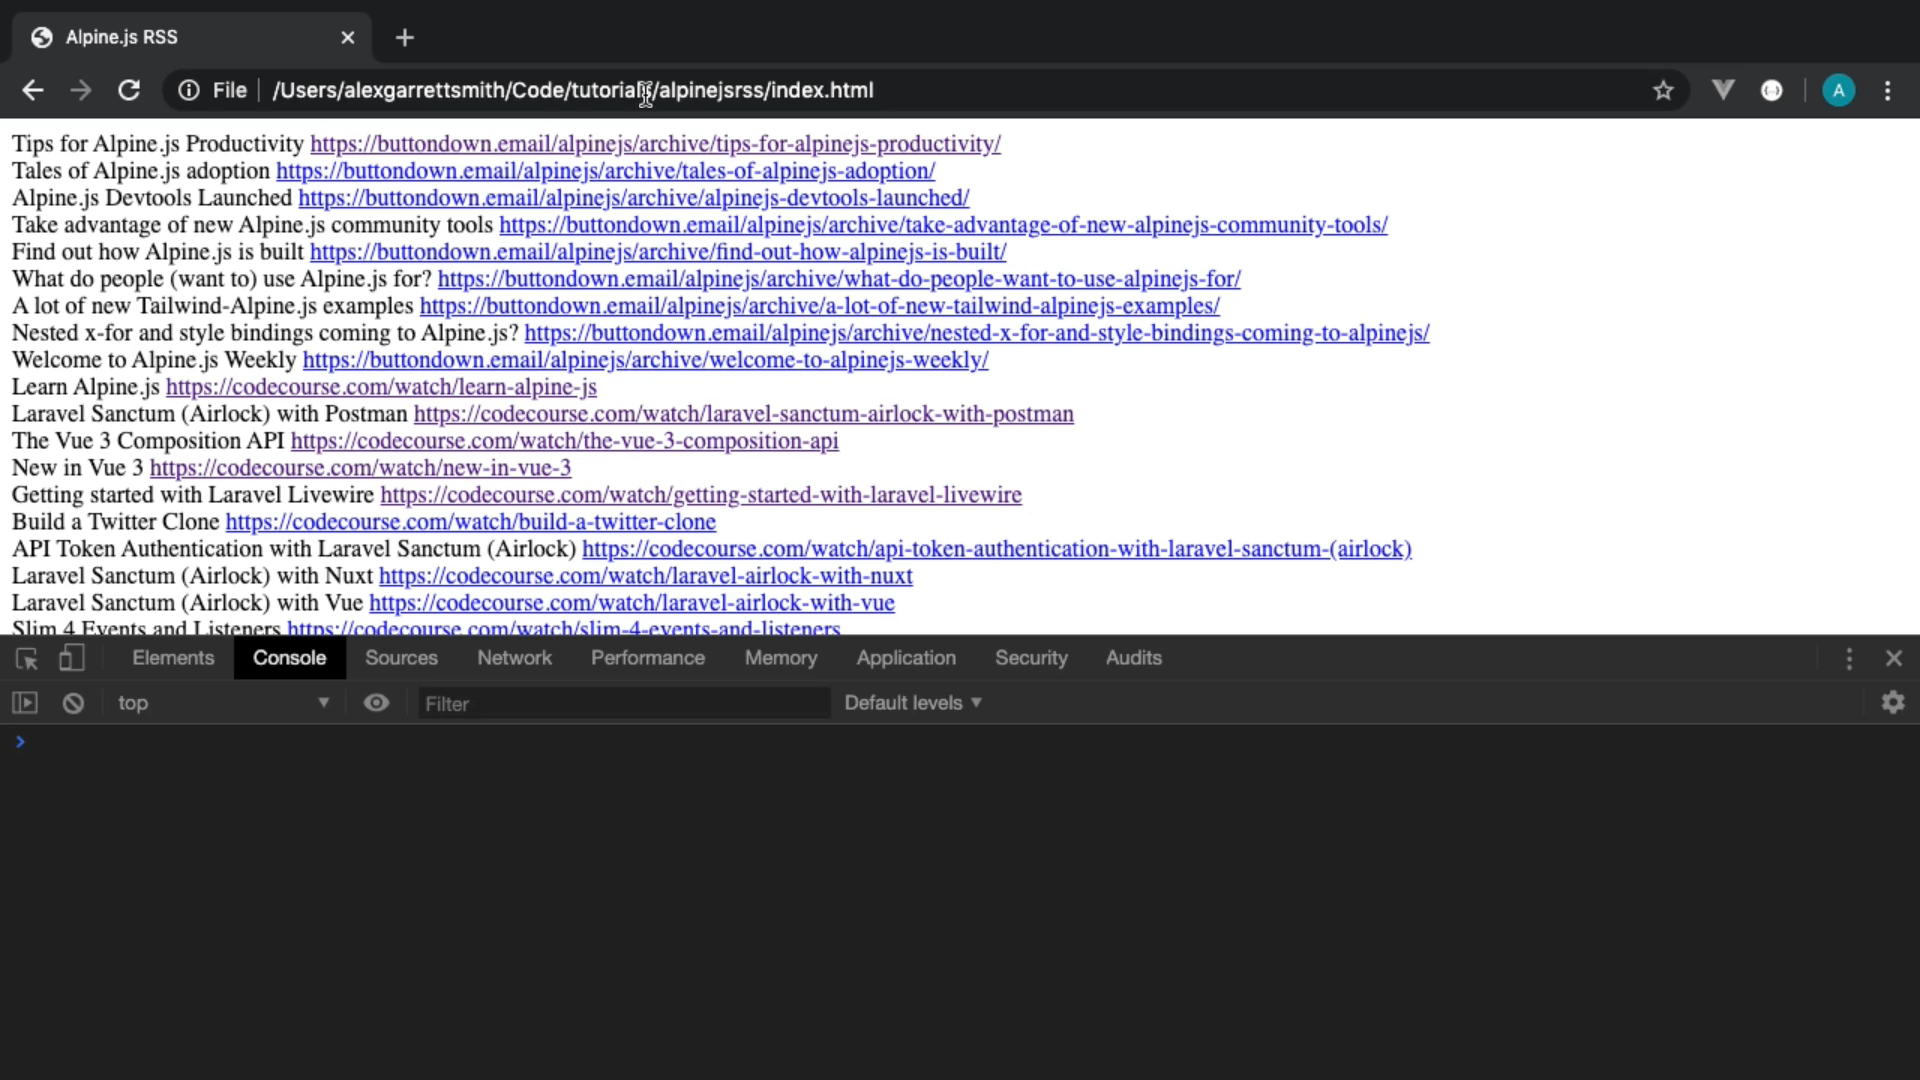 Alpine.js RSS
File /Users/alexgarrettsmith/Code/tutorials/alpinejsrss/index.html
A
Tips for Alpine.js Productivity https://buttondown.email/alpinejs/archive/tips-for-alpinejs-productivity/
Tales of Alpine.js adoption https://buttondown.email/alpinejs/archive/tales-of-alpinejs-adoption/
Alpine.js Devtools Launched https://buttondown.email/alpinejs/archive/alpinejs-devtools-launched/
Take advantage of new Alpine.js community tools https://buttondown.email/alpinejs/archive/take-advantage-of-new-alpinejs-community-tools/
Find out how Alpine.js is built https://buttondown.email/alpinejs/archive/find-out-how-alpinejs-is-built/
What do people (want to) use Alpine.js for? https://buttondown.email/alpinejs/archive/what-do-people-want-to-use-alpinejs-for/
A lot of new Tailwind-Alpine.js examples https://buttondown.email/alpinejs/archive/a-lot-of-new-tailwind-alpinejs-examples/
Nested x-for and style bindings coming to Alpine.js? https://buttondown.email/alpinejs/archive/nested-x-for-and-style-bindings-coming-to-alpinejs/
Welcome to Alpine.js Weekly https://buttondown.email/alpinejs/archive/welcome-to-alpinejs-weekly/
Learn Alpine.js https://codecourse.com/watch/learn-alpine-js
Laravel Sanctum (Airlock) with Postman https://codecourse.com/watch/laravel-sanctum-airlock-with-postman
The Vue 3 Composition API https://codecourse.com/watch/the-vue-3-composition-api
New in Vue 3 https://codecourse.com/watch/new-in-vue-3
Getting started with Laravel Livewire https://codecourse.com/watch/getting-started-with-laravel-livewire
Build a Twitter Clone https://codecourse.com/watch/build-a-twitter-clone
API Token Authentication with Laravel Sanctum (Airlock) https://codecourse.com/watch/api-token-authentication-with-laravel-sanctum-(airlock)
Laravel Sanctum (Airlock) with Nuxt https://codecourse.com/watch/laravel-airlock-with-nuxt
Laravel Sanctum (Airlock) with Vue https://codecourse.com/watch/laravel-airlock-with-vue
Slim 4 Events and Listeners https://codecourse.com/watch/slim-4-events-and-listeners
Elements Console Sources Network Performance Memory Application Security Audits
top Filter Default levels